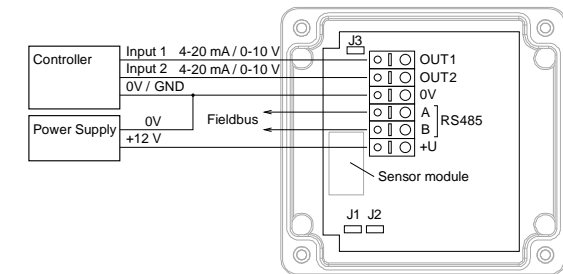 J3
Controller
Input 1 4-20 mA / 0-10 V
OUT1
Input 2 4-20 mA / 0-10 V
OUT2
0V / GND
0V
Power Supply
0V
Fieldbus
A
RS485
B
+12 V
+U
Sensor module
J1 J2